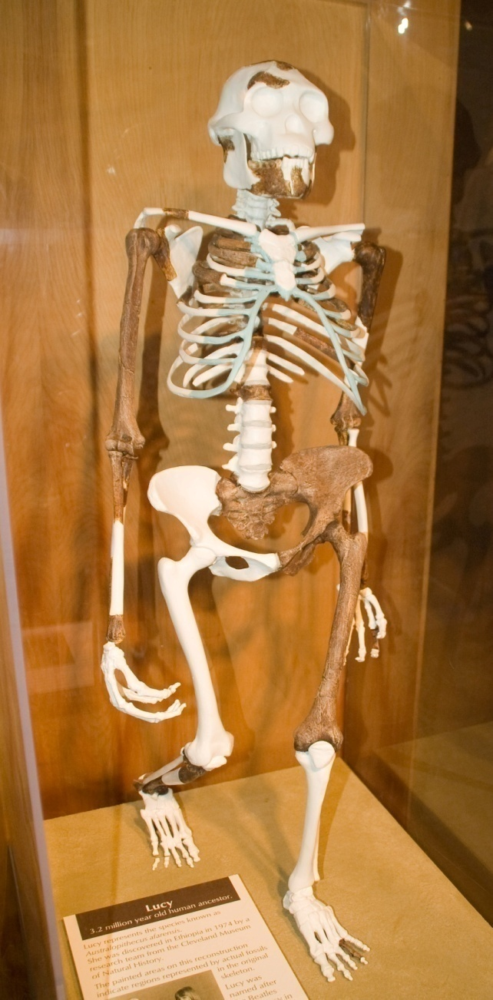 Lucy
3.2 million year old human ancestor.
Lucy represents the species known as
Australopithecus afarensis.
She was discovered in Ethiopia in 1974 by a
research team from the Cleveland Museum
of Natural History.
The painted areas on this reconstruction
indicate regions represented by actual fossils
in the original
skeleton.
Lucy was
named after
Beatles
in